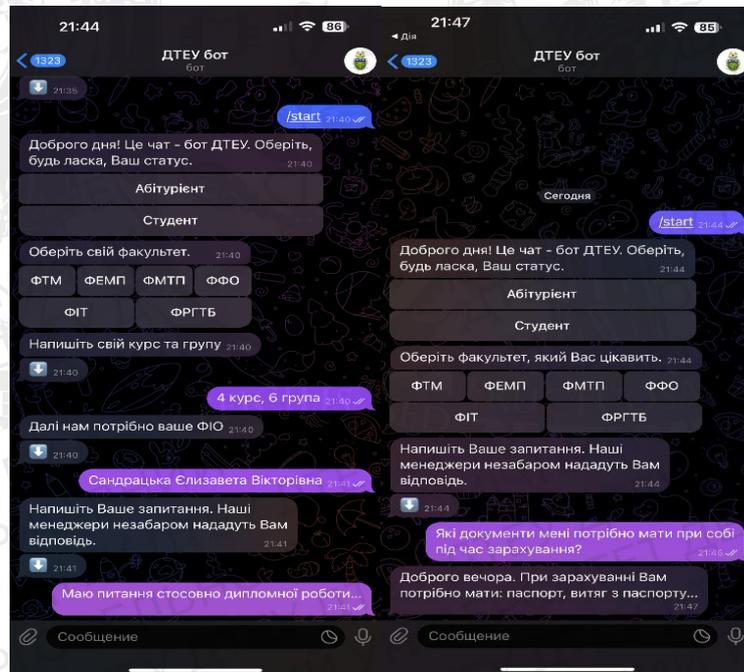 21:44
86
1323
ДТЕУ бот
бот
21:35
/start 21:40
Доброго дня! Це чат - бот ДТЕУ. Оберіть,
будь ласка, Ваш статус.
21:40
Абітурієнт
Студент
Оберіть свій факультет. 21:40
ФТМ ФЕМП ФМТП ФФО
ФІТ ФРГТБ
Напишіть свій курс та групу 21:40
21:40
4 курс, 6 група 21:40
Далі нам потрібно ваше ФІО 21:40
21:40
Сандрацька Єлизавета Вікторівна 21:41
Напишіть Ваше запитання. Наші
менеджери незабаром нададуть Вам
відповідь.
21:41
21:41
Маю питання стосовно дипломної роботи...
21:41
Сообщение
21:47
Дія
85
1323
ДТЕУ бот
бот
Сегодня
/start 21:44
Доброго дня! Це чат - бот ДТЕУ. Оберіть,
будь ласка, Ваш статус.
21:44
Абітурієнт
Студент
Оберіть факультет, який Вас цікавить. 21:44
ФТМ ФЕМП ФМТП ФФО
ФІТ ФРГТБ
Напишіть Ваше запитання. Наші
менеджери незабаром нададуть Вам
відповідь.
21:44
21:44
Які документи мені потрібно мати при собі
під час зарахування?
21:46
Доброго вечора. При зарахуванні Вам
потрібно мати: паспорт, витяг з паспорту...
21:47
Сообщение